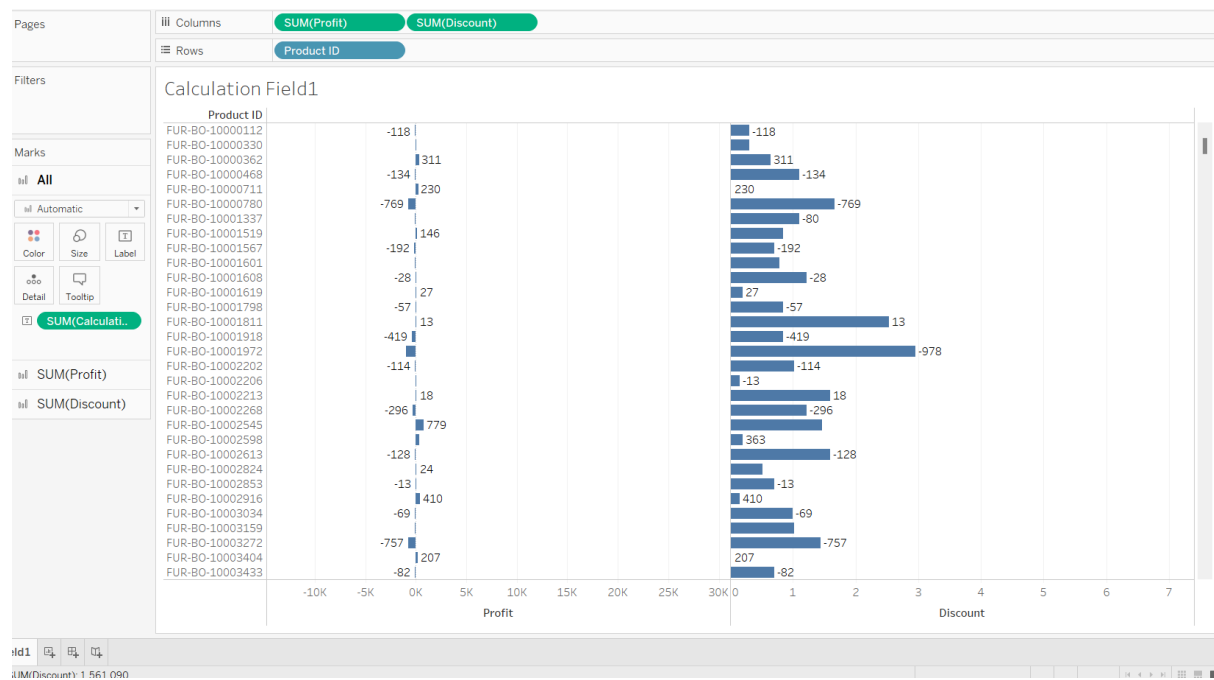 Pages
Columns SUM(Profit) SUM(Discount)
Rows Product ID
Filters
Calculation Field1
Product ID
FUR-BO-10000112 -118 -118
FUR-BO-10000330
FUR-BO-10000362 311 311
Marks
FUR-BO-10000468 -134 -134
All
FUR-BO-10000711 230 230
Automatic
FUR-BO-10000780 -769 -769
FUR-BO-10001337 -80
FUR-BO-10001519 146
FUR-BO-10001567 -192 -192
Color Size Label
FUR-BO-10001601
FUR-BO-10001608 -28 -28
FUR-BO-10001619 27 27
Detail Tooltip
FUR-BO-10001798 -57 -57
T SUM(Calculati..
FUR-BO-10001811 13 13
FUR-BO-10001918 -419 -419
FUR-BO-10001972 -978
FUR-BO-10002202 -114 -114
SUM(Profit)
FUR-BO-10002206 -13
FUR-BO-10002213 18 18
SUM(Discount)
FUR-BO-10002268 -296 -296
FUR-BO-10002545 779
FUR-BO-10002598 363
FUR-BO-10002613 -128 -128
FUR-BO-10002824 24
FUR-BO-10002853 -13 -13
FUR-BO-10002916 410 410
FUR-BO-10003034 -69 -69
FUR-BO-10003159
FUR-BO-10003272 -757 -757
FUR-BO-10003404 207 207
FUR-BO-10003433 -82 -82
-10K -5K 0K 5K 10K 15K 20K 25K 30K 0 1 2 3 4 5 6 7
Profit Discount
eld1
SUM(Discount): 1,561.090